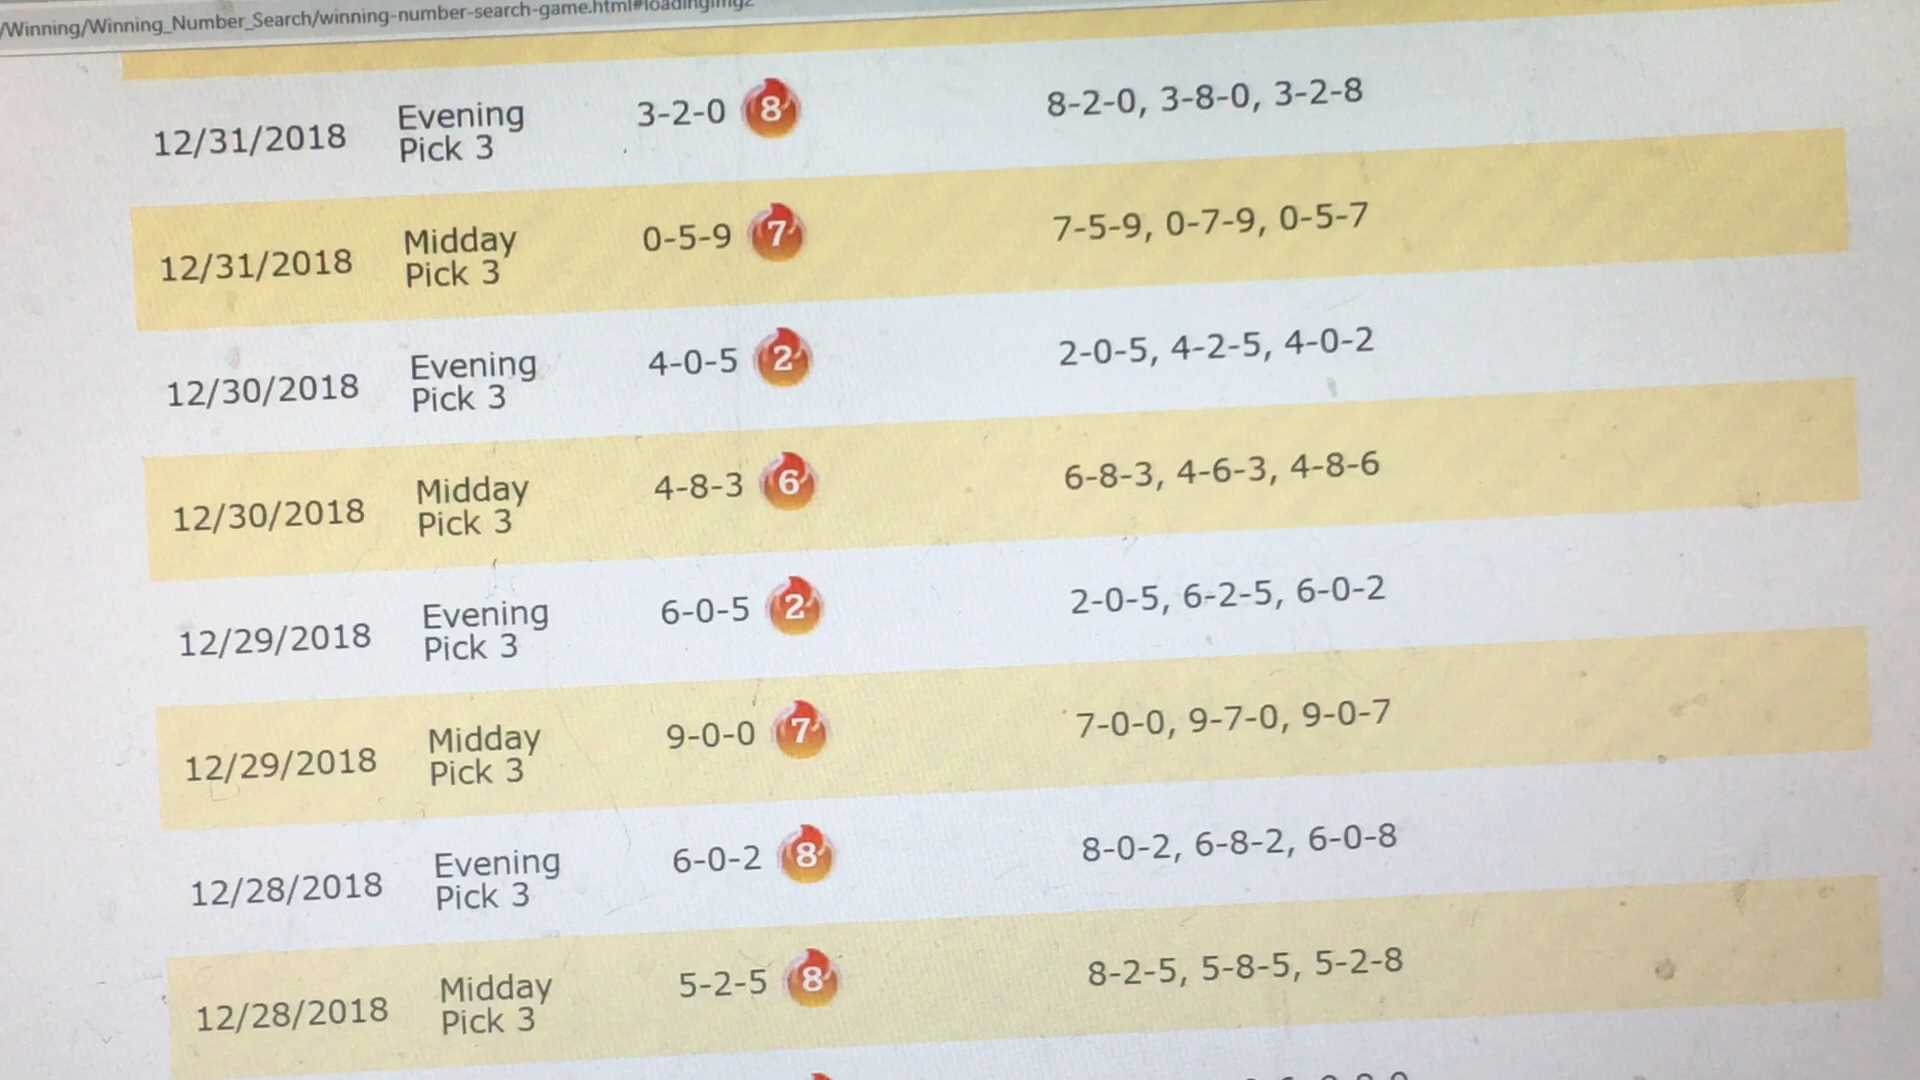 /Winning/Winning_Number_Search/winning-number-search-game.html#loadingimg2
12/31/2018 Evening Pick 3 3-2-0 8 8-2-0, 3-8-0, 3-2-8
12/31/2018 Midday Pick 3 0-5-9 7 7-5-9, 0-7-9, 0-5-7
12/30/2018 Evening Pick 3 4-0-5 2 2-0-5, 4-2-5, 4-0-2
12/30/2018 Midday Pick 3 4-8-3 6 6-8-3, 4-6-3, 4-8-6
12/29/2018 Evening Pick 3 6-0-5 2 2-0-5, 6-2-5, 6-0-2
12/29/2018 Midday Pick 3 9-0-0 7 7-0-0, 9-7-0, 9-0-7
12/28/2018 Evening Pick 3 6-0-2 8 8-0-2, 6-8-2, 6-0-8
12/28/2018 Midday Pick 3 5-2-5 8 8-2-5, 5-8-5, 5-2-8